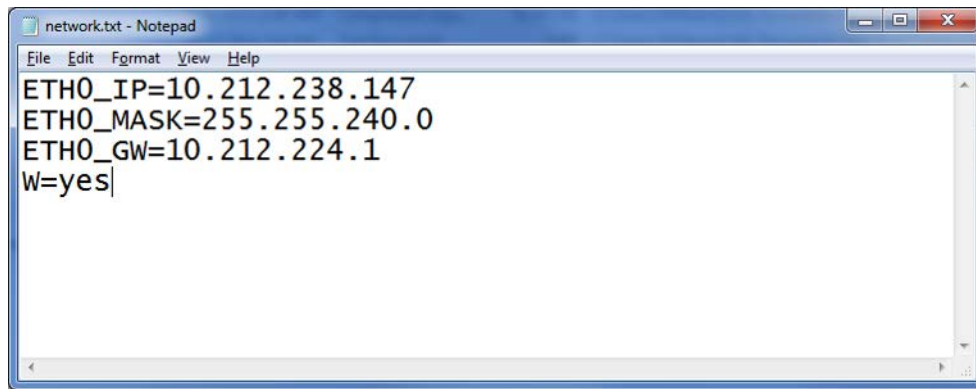 network.txt - Notepad
File Edit Format View Help
ETH0_IP=10.212.238.147
ETH0_MASK=255.255.240.0
ETH0_GW=10.212.224.1
W=yes